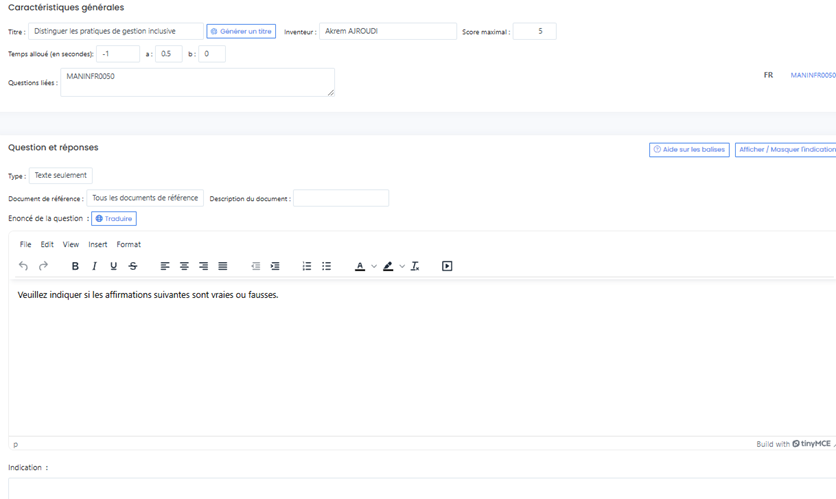 Caractéristiques générales
Titre : Distinguer les pratiques de gestion inclusive Générer un titre Inventeur : Akrem AJROUDI Score maximal : 5
Temps alloué (en secondes): -1 a : 0.5 b : 0
Questions liées : MANINFR0050 FR MANINFR0050
Question et réponses Aide sur les balises Afficher / Masquer l'indication
Type : Texte seulement
Document de référence : Tous les documents de référence Description du document :
Enoncé de la question : Traduire
File Edit View Insert Format
Veuillez indiquer si les affirmations suivantes sont vraies ou fausses.
p Build with tinyMCE
Indication :